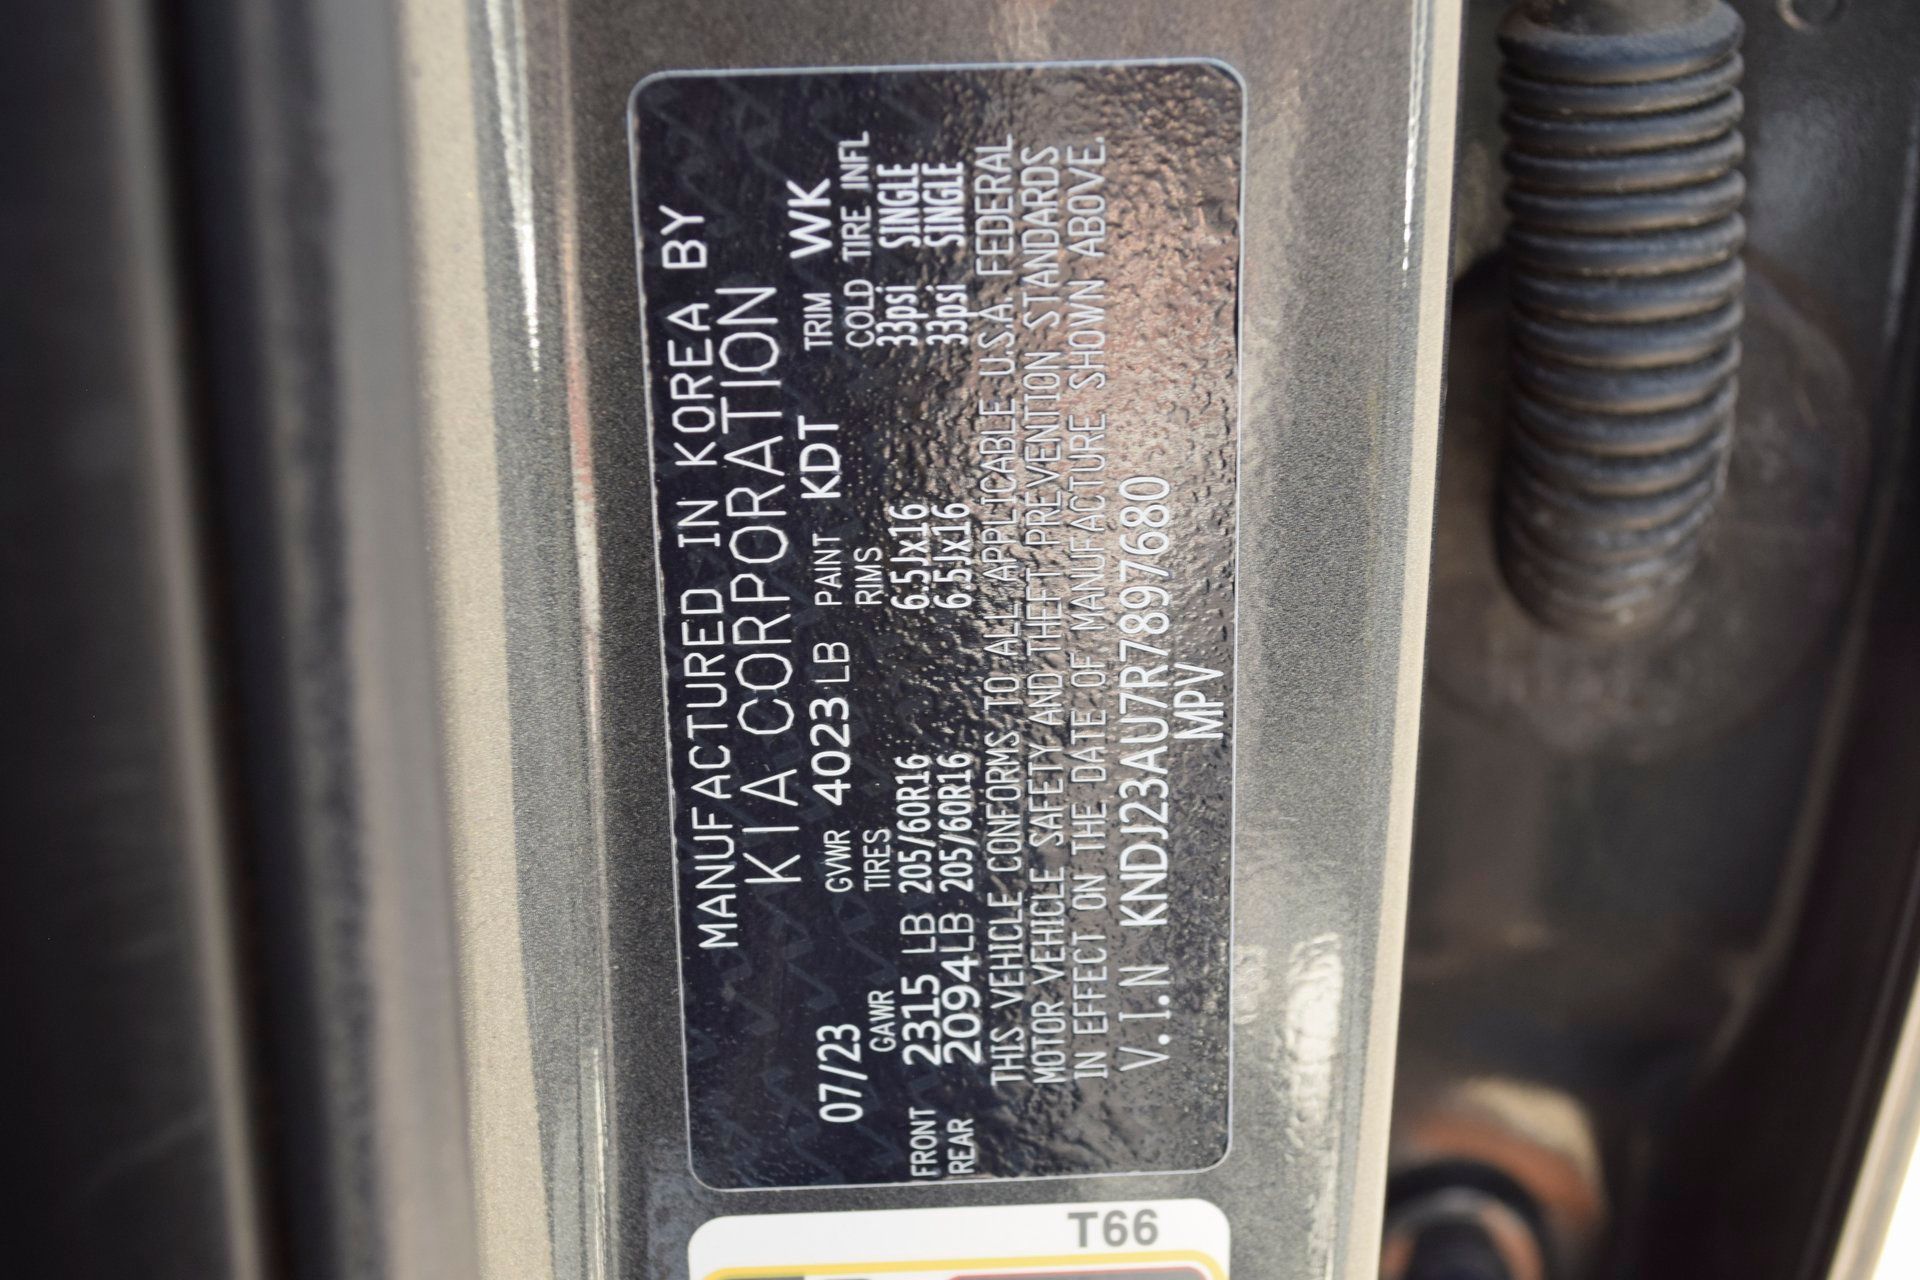 MANUFACTURED IN KOREA BY
KIA CORPORATION
07/23 GVWR 4023 LB PAINT KDT TRIM WK
GAWR TIRES RIMS COLD TIRE INFL
FRONT 2315 LB 205/60R16 6.5Jx16 33psi SINGLE
REAR 2094LB 205/60R16 6.5Jx16 33psi SINGLE
THIS VEHICLE CONFORMS TO ALL APPLICABLE U.S.A. FEDERAL
MOTOR VEHICLE SAFETY AND THEFT PREVENTION STANDARDS
IN EFFECT ON THE DATE OF MANUFACTURE SHOWN ABOVE.
V.I.N KNDJ23AU7R7897680
MPV
T66